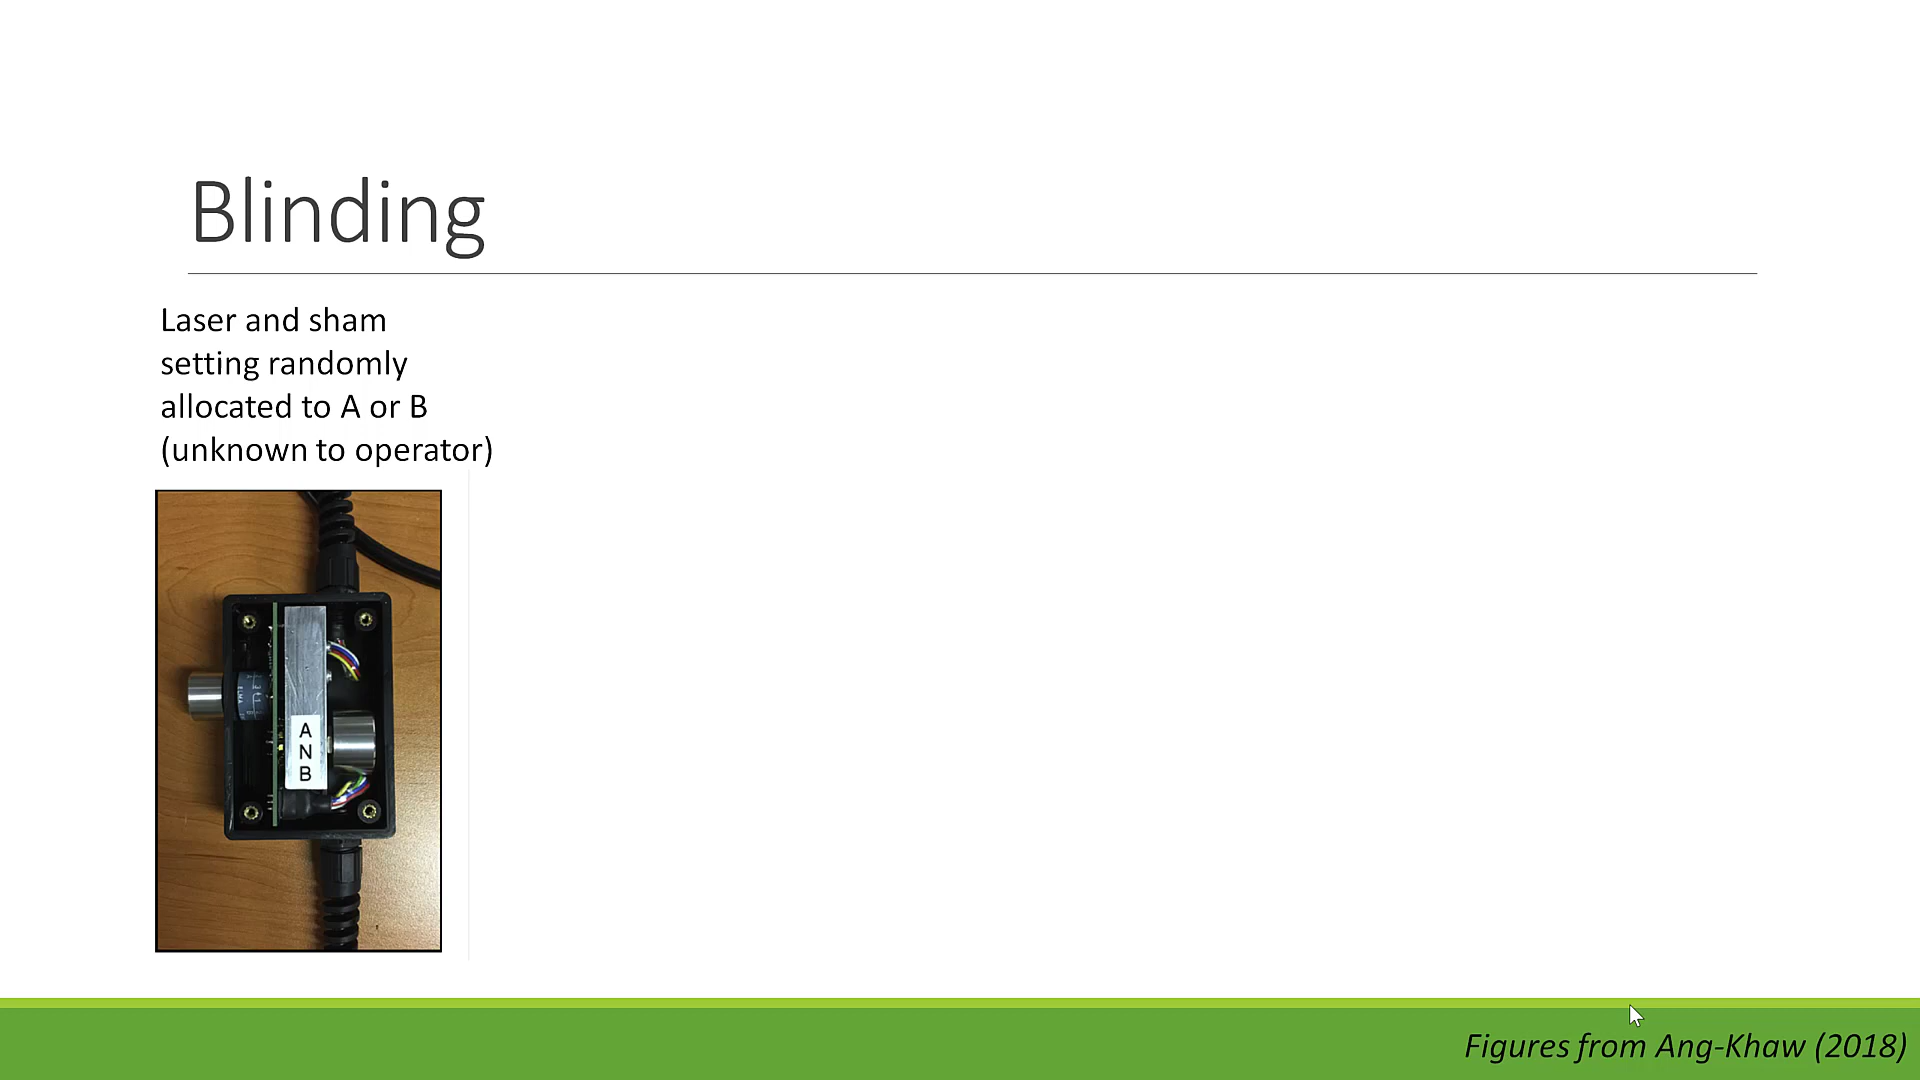 Blinding
Laser and sham
setting randomly
allocated to A or B
(unknown to operator)
A
N
B
Figures from Ang-Khaw (2018)